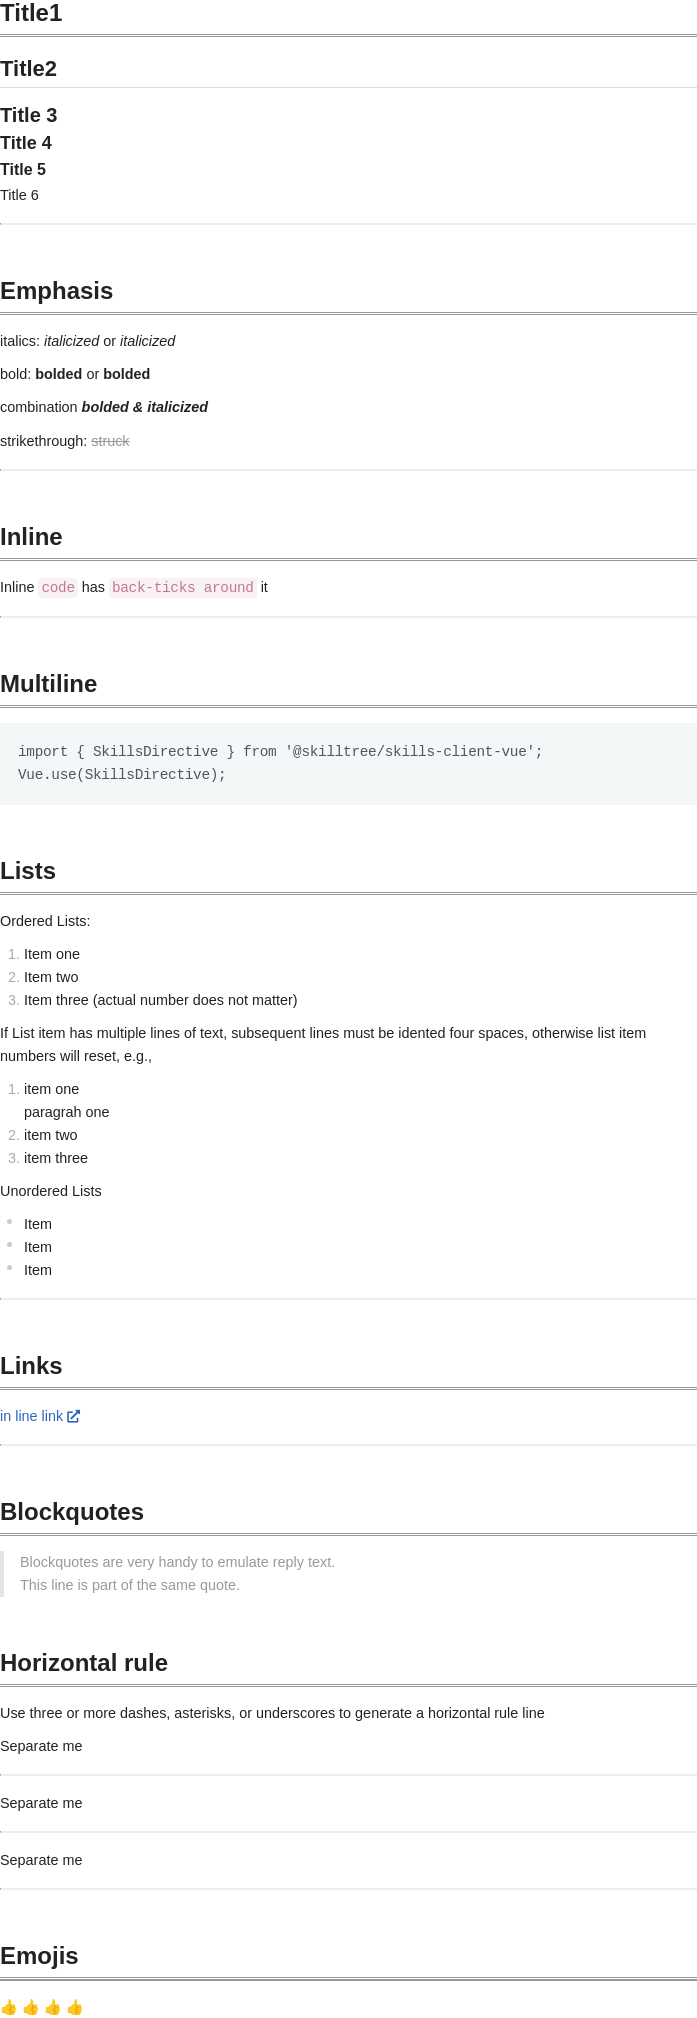 Title1
Title2
Title 3
Title 4
Title 5
Title 6
Emphasis
italics: italicized or italicized
bold: bolded or bolded
combination bolded & italicized
strikethrough: struck
Inline
Inline code has back-ticks around it
Multiline
import { SkillsDirective } from '@skilltree/skills-client-vue';
Vue.use(SkillsDirective);
Lists
Ordered Lists:
1. Item one
2. Item two
3. Item three (actual number does not matter)
If List item has multiple lines of text, subsequent lines must be idented four spaces, otherwise list item
numbers will reset, e.g.,
1. item one
paragrah one
2. item two
3. item three
Unordered Lists
• Item
• Item
• Item
Links
in line link
Blockquotes
Blockquotes are very handy to emulate reply text.
This line is part of the same quote.
Horizontal rule
Use three or more dashes, asterisks, or underscores to generate a horizontal rule line
Separate me
Separate me
Separate me
Emojis
👍 👍 👍 👍